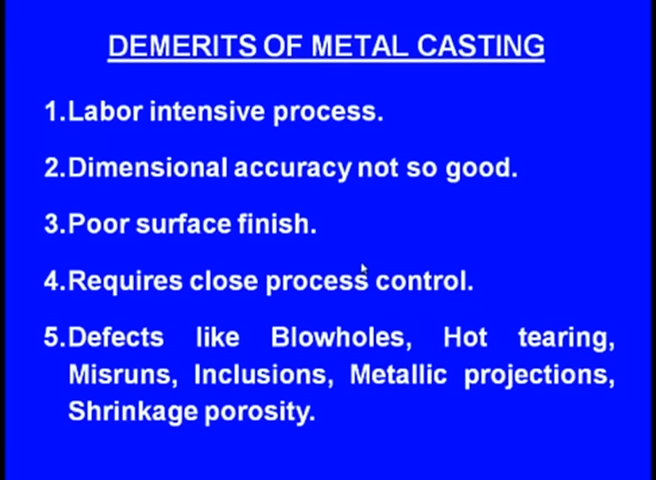 DEMERITS OF METAL CASTING
1.Labor intensive process.
2.Dimensional accuracy not so good.
3.Poor surface finish.
4.Requires close process control.
5.Defects like Blowholes, Hot tearing,
Misruns, Inclusions, Metallic projections,
Shrinkage porosity.